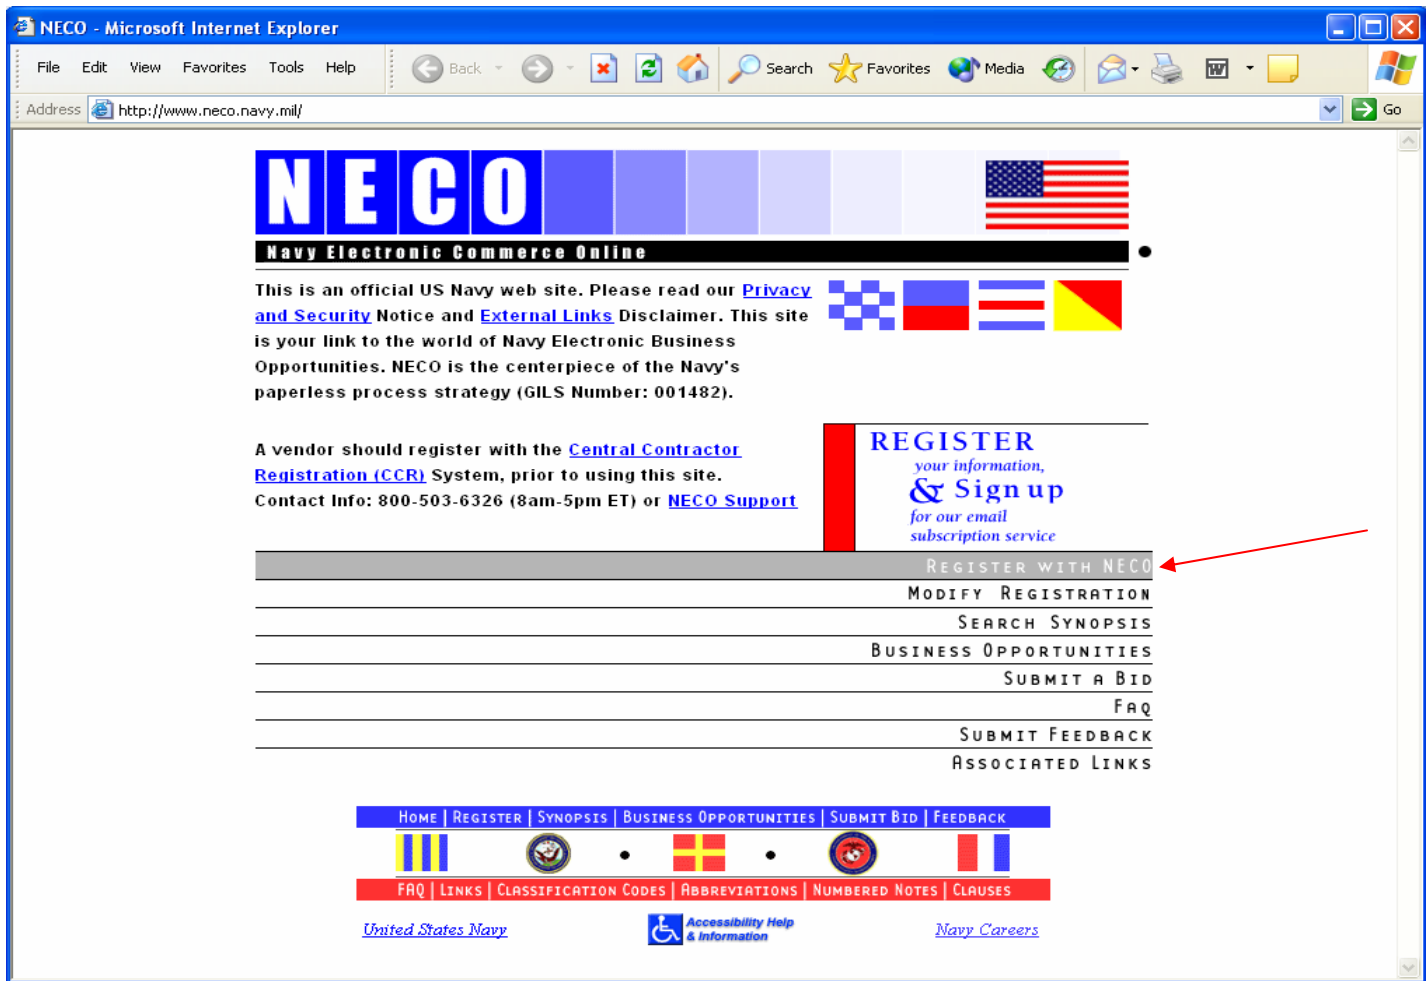 NECO - Microsoft Internet Explorer
File Edit View Favorites Tools Help Back Search Favorites Media
Address http://www.neco.navy.mil/ Go
NECO
Navy Electronic Commerce Online
This is an official US Navy web site. Please read our Privacy
and Security Notice and External Links Disclaimer. This site
is your link to the world of Navy Electronic Business
Opportunities. NECO is the centerpiece of the Navy's
paperless process strategy (GILS Number: 001482).
A vendor should register with the Central Contractor
Registration (CCR) System, prior to using this site.
Contact Info: 800-503-6326 (8am-5pm ET) or NECO Support
REGISTER
your information,
& Sign up
for our email
subscription service
REGISTER WITH NECO
MODIFY REGISTRATION
SEARCH SYNOPSIS
BUSINESS OPPORTUNITIES
SUBMIT A BID
FAQ
SUBMIT FEEDBACK
ASSOCIATED LINKS
HOME | REGISTER | SYNOPSIS | BUSINESS OPPORTUNITIES | SUBMIT BID | FEEDBACK
FAQ | LINKS | CLASSIFICATION CODES | ABBREVIATIONS | NUMBERED NOTES | CLAUSES
United States Navy
Accessibility Help
& Information
Navy Careers